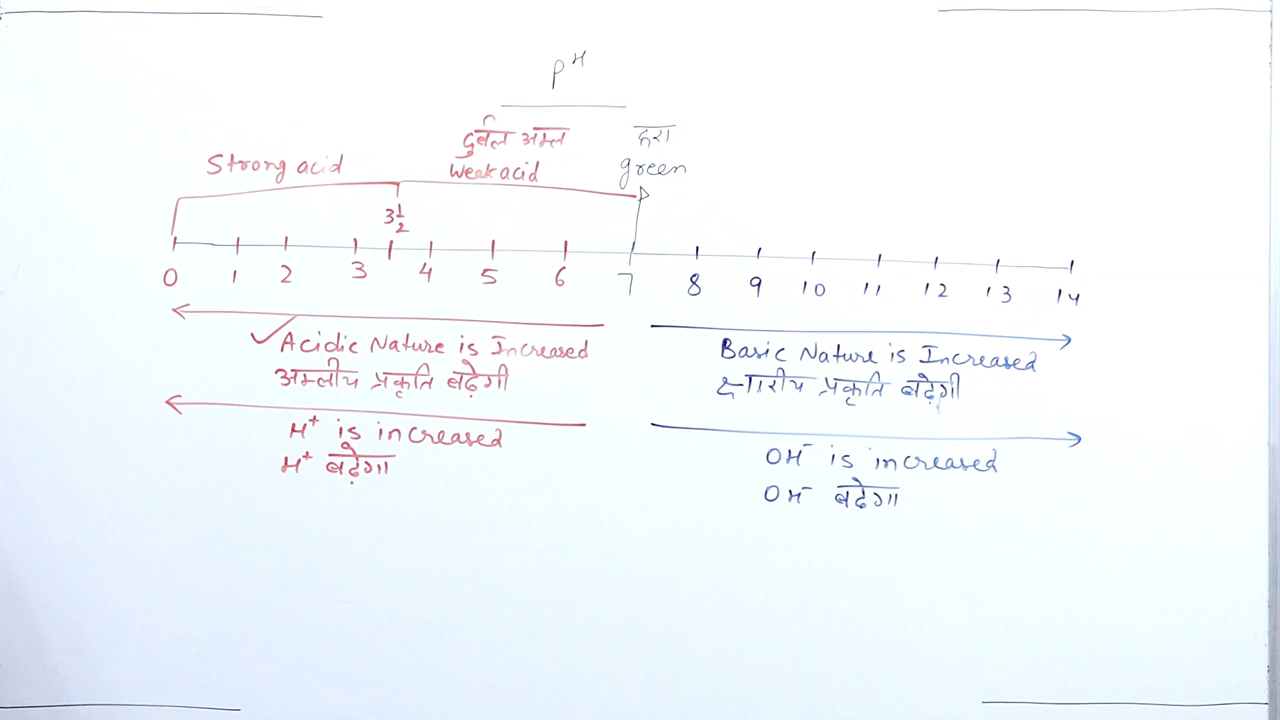 pH
दुर्बल अम्ल
हरा
Strong acid
Weak acid
green
3½
0 1 2 3 4 5 6 7 8 9 10 11 12 13 14
Acidic Nature is Increased
अम्लीय प्रकृति बढ़ेगी
Basic Nature is Increased
क्षारीय प्रकृति बढ़ेगी
H⁺ is increased
H⁺ बढ़ेगा
OH⁻ is increased
OH⁻ बढेगा